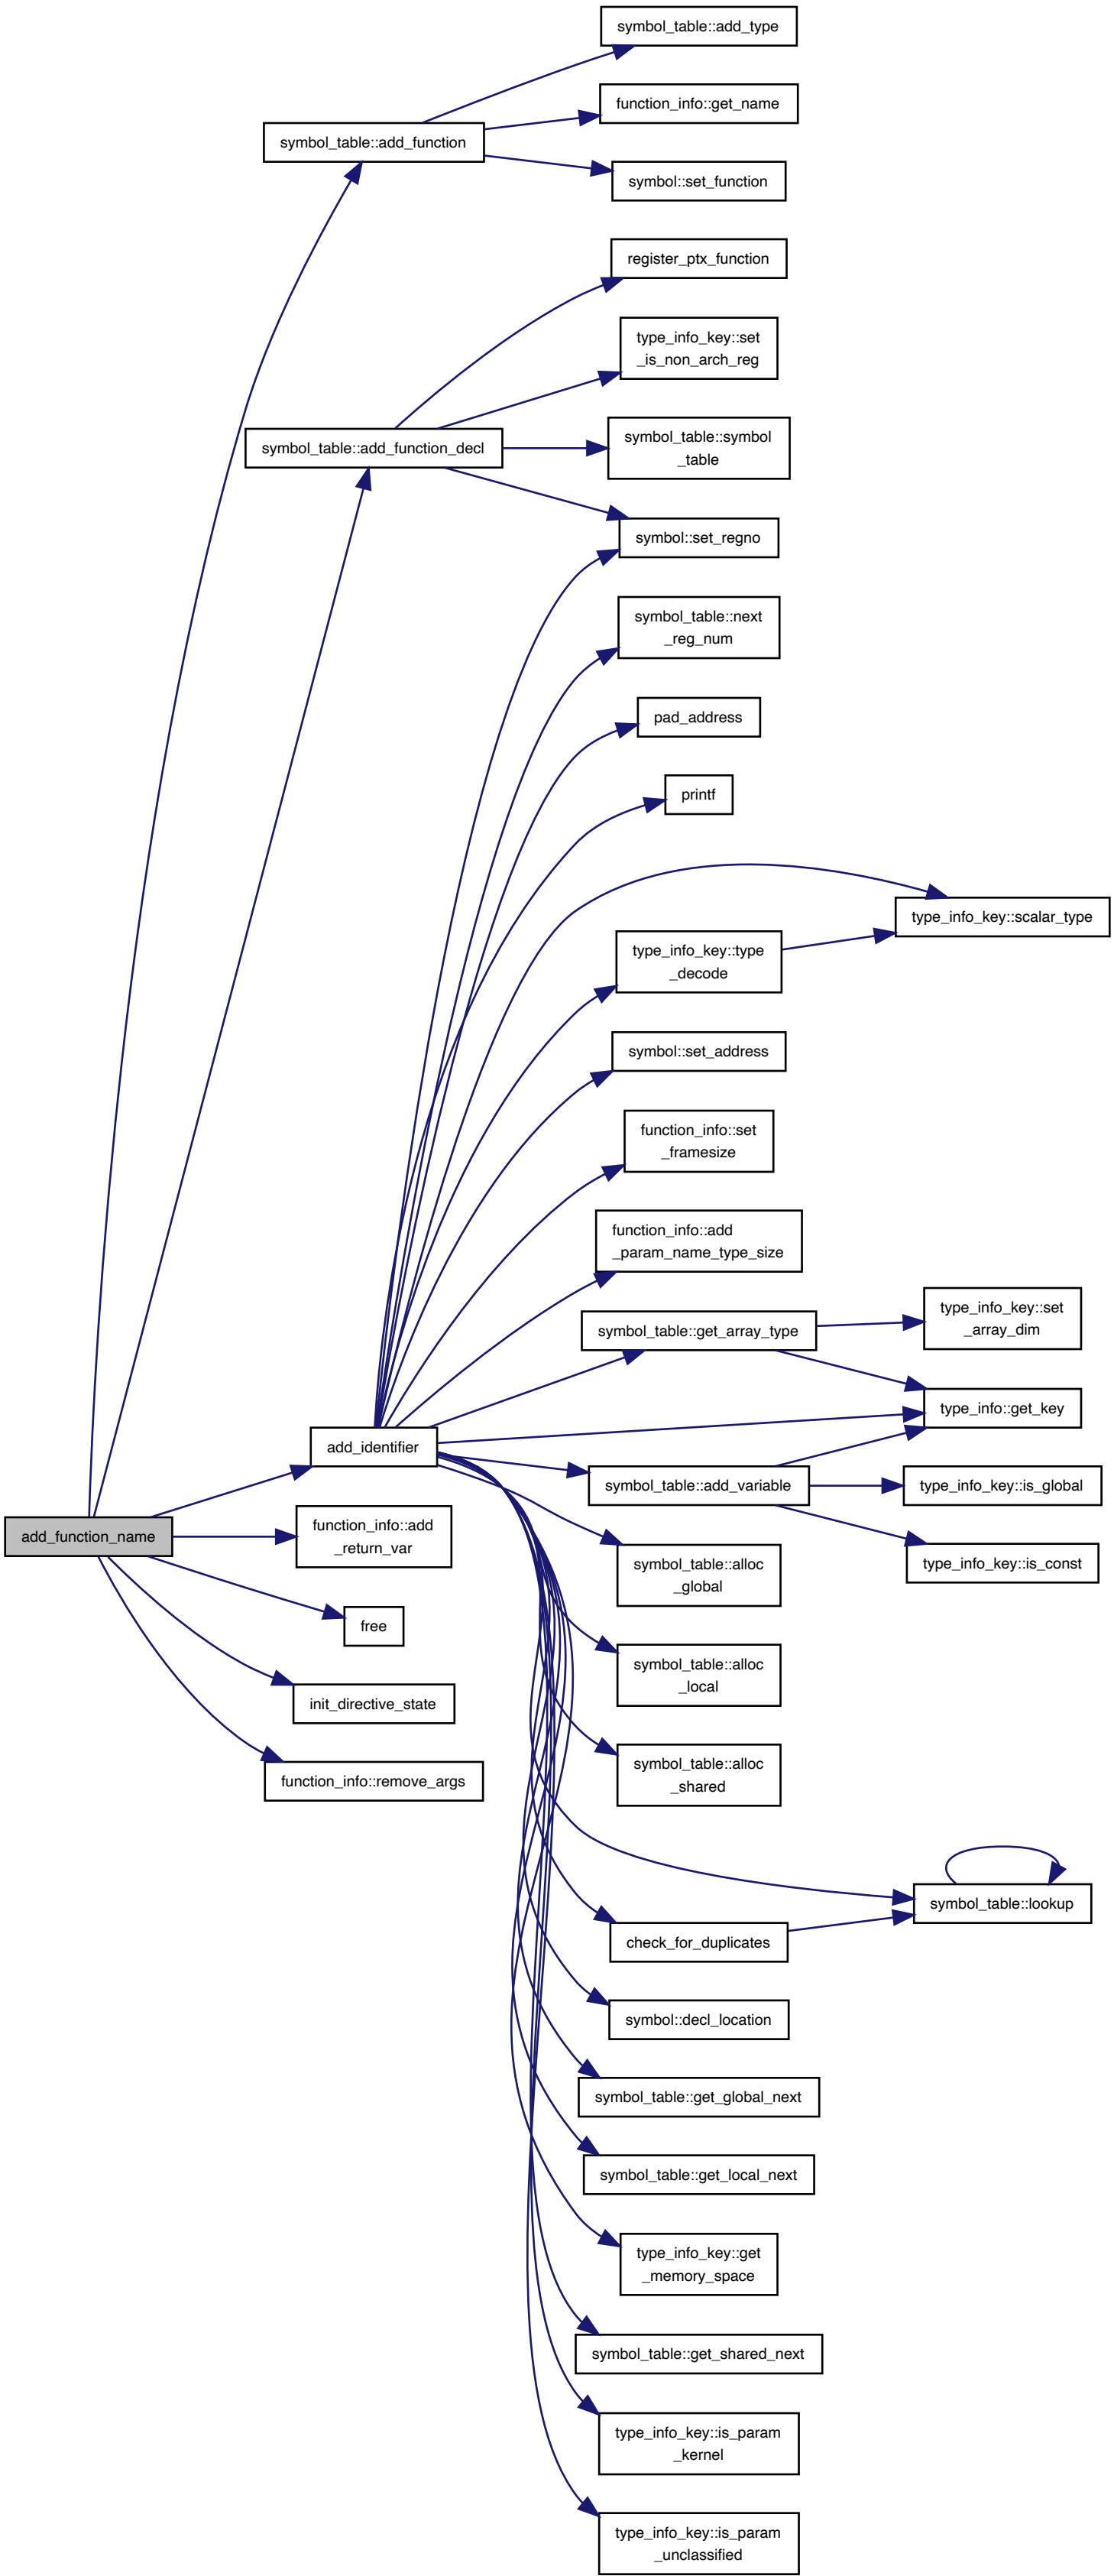 symbol_table::add_type
function_info::get_name
symbol_table::add_function
symbol::set_function
register_ptx_function
type_info_key::set
_is_non_arch_reg
symbol_table::add_function_decl
symbol_table::symbol
_table
symbol::set_regno
symbol_table::next
_reg_num
pad_address
printf
type_info_key::scalar_type
type_info_key::type
_decode
symbol::set_address
function_info::set
_framesize
function_info::add
_param_name_type_size
symbol_table::get_array_type
type_info_key::set
_array_dim
type_info::get_key
add_identifier
symbol_table::add_variable
type_info_key::is_global
add_function_name
function_info::add
_return_var
symbol_table::alloc
_global
type_info_key::is_const
free
symbol_table::alloc
_local
init_directive_state
symbol_table::alloc
_shared
function_info::remove_args
symbol_table::lookup
check_for_duplicates
symbol::decl_location
symbol_table::get_global_next
symbol_table::get_local_next
type_info_key::get
_memory_space
symbol_table::get_shared_next
type_info_key::is_param
_kernel
type_info_key::is_param
_unclassified